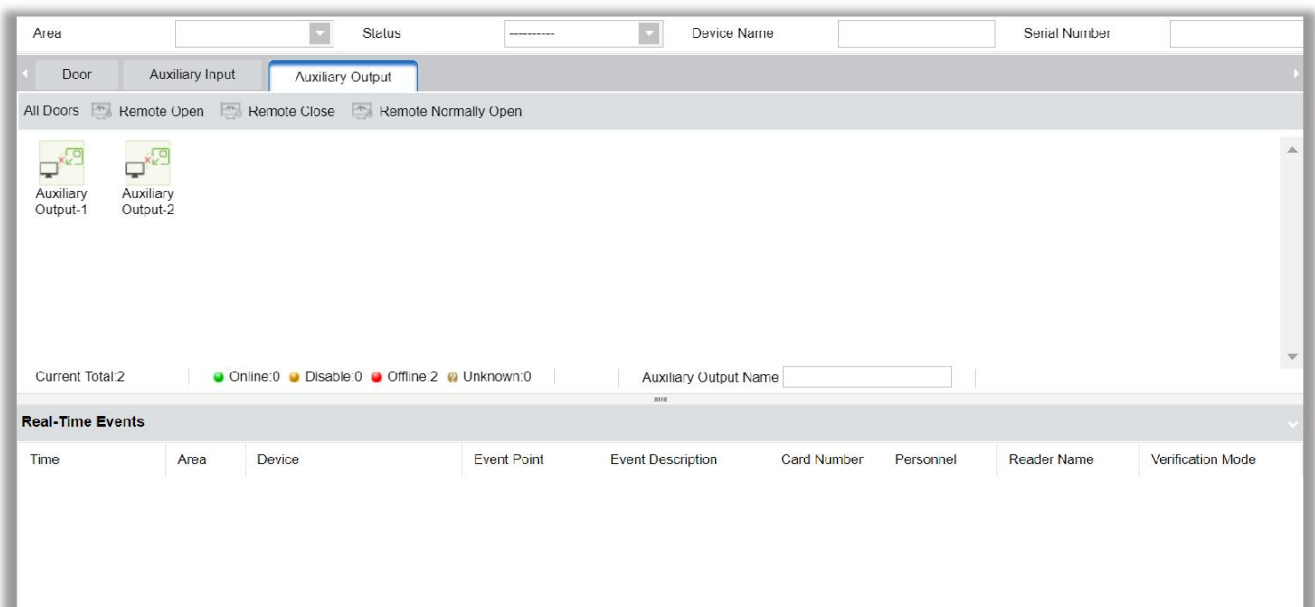 Area Status ---------- Device Name Serial Number
Door Auxiliary Input Auxiliary Output
All Doors Remote Open Remote Close Remote Normally Open
Auxiliary Output-1 Auxiliary Output-2
Current Total:2 Online:0 Disable:0 Offline:2 Unknown:0 Auxiliary Output Name
Real-Time Events
Time Area Device Event Point Event Description Card Number Personnel Reader Name Verification Mode